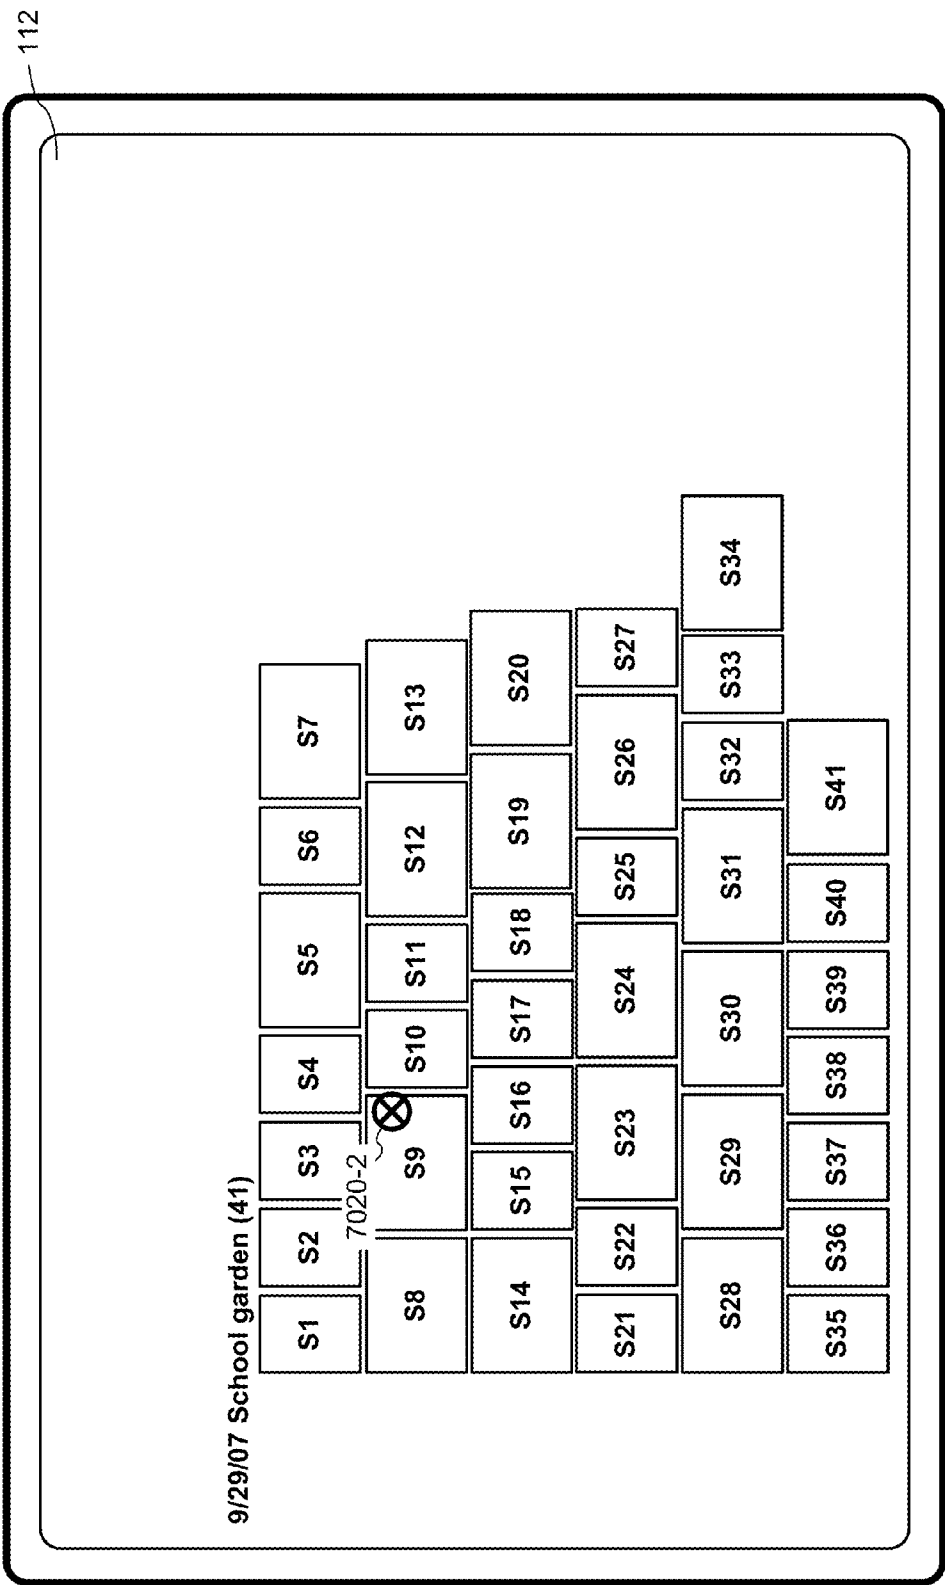 112
9/29/07 School garden (41)
S1 S2 S3 S4 S5 S6 S7
7020-2
S8 S9 S10 S11 S12 S13
S14 S15 S16 S17 S18 S19 S20
S21 S22 S23 S24 S25 S26 S27
S28 S29 S30 S31 S32 S33 S34
S35 S36 S37 S38 S39 S40 S41